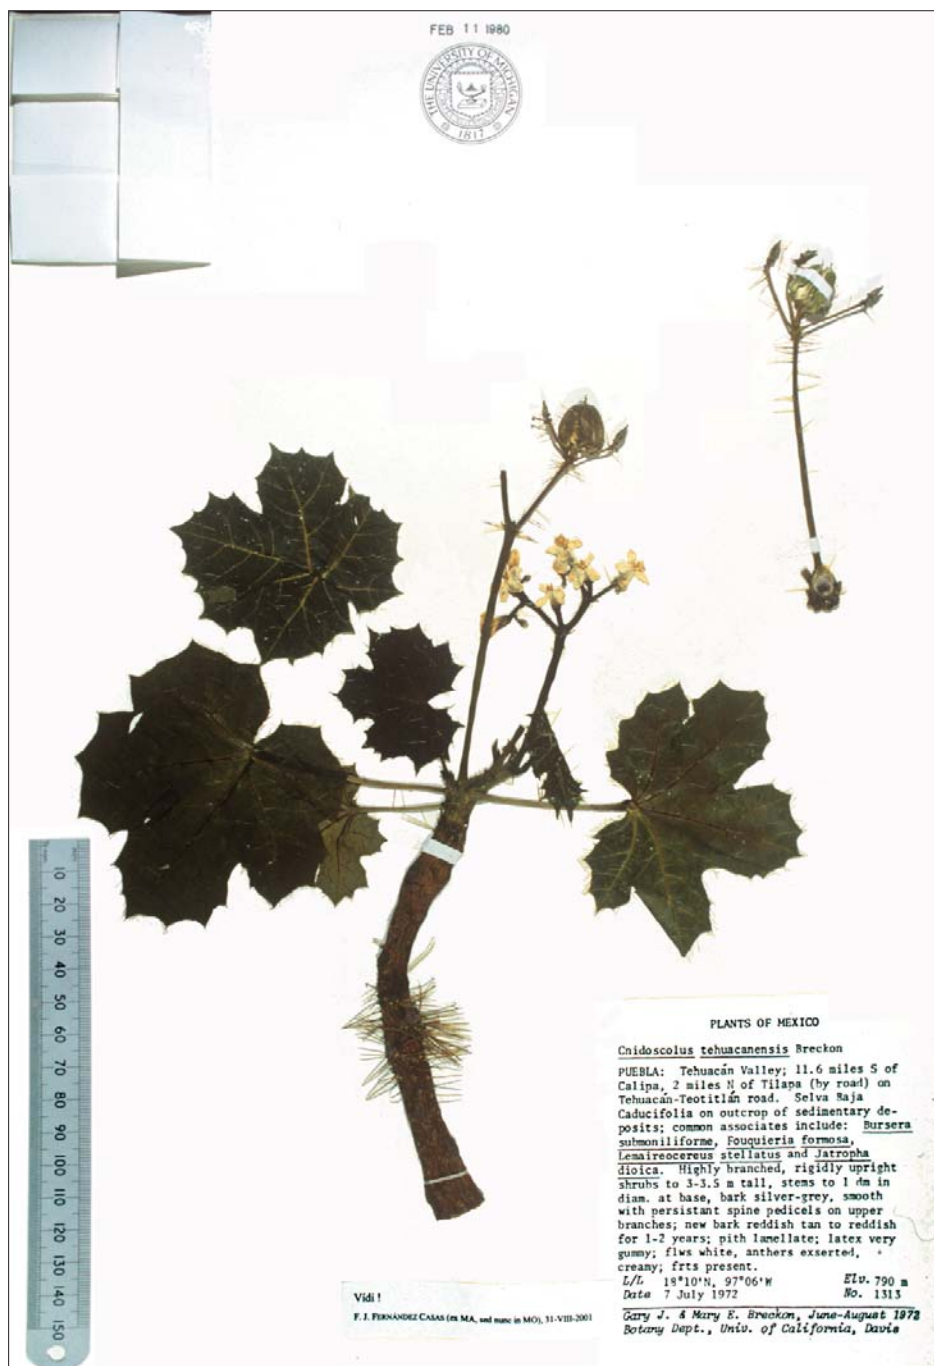 FEB 11 1980
THE UNIVERSITY OF MICHIGAN
1817
10
20
30
40
50
60
70
80
90
100
110
120
130
140
150
PLANTS OF MEXICO
Cnidoscolus tehuacanensis Breckon
PUEBLA: Tehuacán Valley; 11.6 miles S of
Calipa, 2 miles N of Tilapa (by road) on
Tehuacán-Teotitlán road. Selva Baja
Caducifolia on outcrop of sedimentary de-
posits; common associates include: Bursera
submoniliforme, Fouquieria formosa,
Lemaireocereus stellatus and Jatropha
dioica. Highly branched, rigidly upright
shrubs to 3-3.5 m tall, stems to 1 dm in
diam. at base, bark silver-grey, smooth
with persistant spine pedicels on upper
branches; new bark reddish tan to reddish
for 1-2 years; pith lamellate; latex very
gummy; flws white, anthers exserted,
creamy; frts present.
L/L 18°10'N, 97°06'W Elv. 790 m
Date 7 July 1972 No. 1313
Gary J. & Mary E. Breckon, June-August 1972
Botany Dept., Univ. of California, Davis
Vidi !
F. J. FERNÁNDEZ CASAS (ex MA, and nunc in MO), 31-VIII-2001